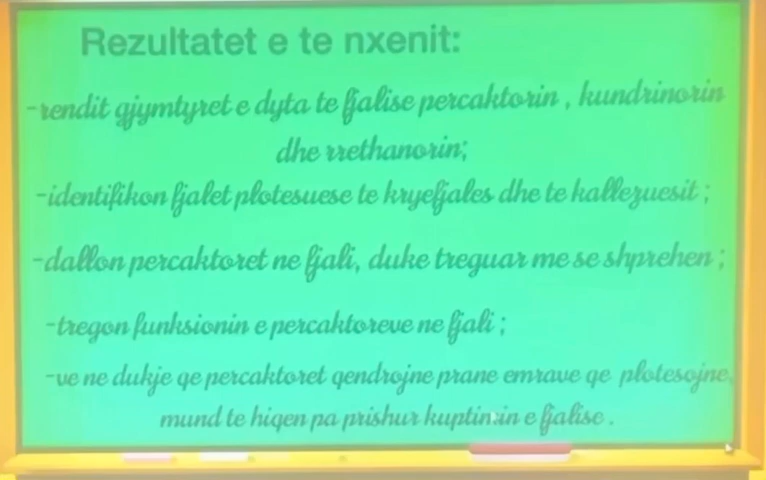 Rezultatet e te nxenit:
-rendit gjymtyret e dyta te fjalise percaktorin , kundrinorin
dhe rrethanorin;
-identifikon fjalet plotesuese te kryefjales dhe te kallezuesit ;
-dallon percaktoret ne fjali, duke treguar me se shprehen ;
-tregon funksionin e percaktoreve ne fjali ;
-ve ne dukje qe percaktoret qendrojne prane emrave qe plotesojne,
mund te hiqen pa prishur kuptimin e fjalise .